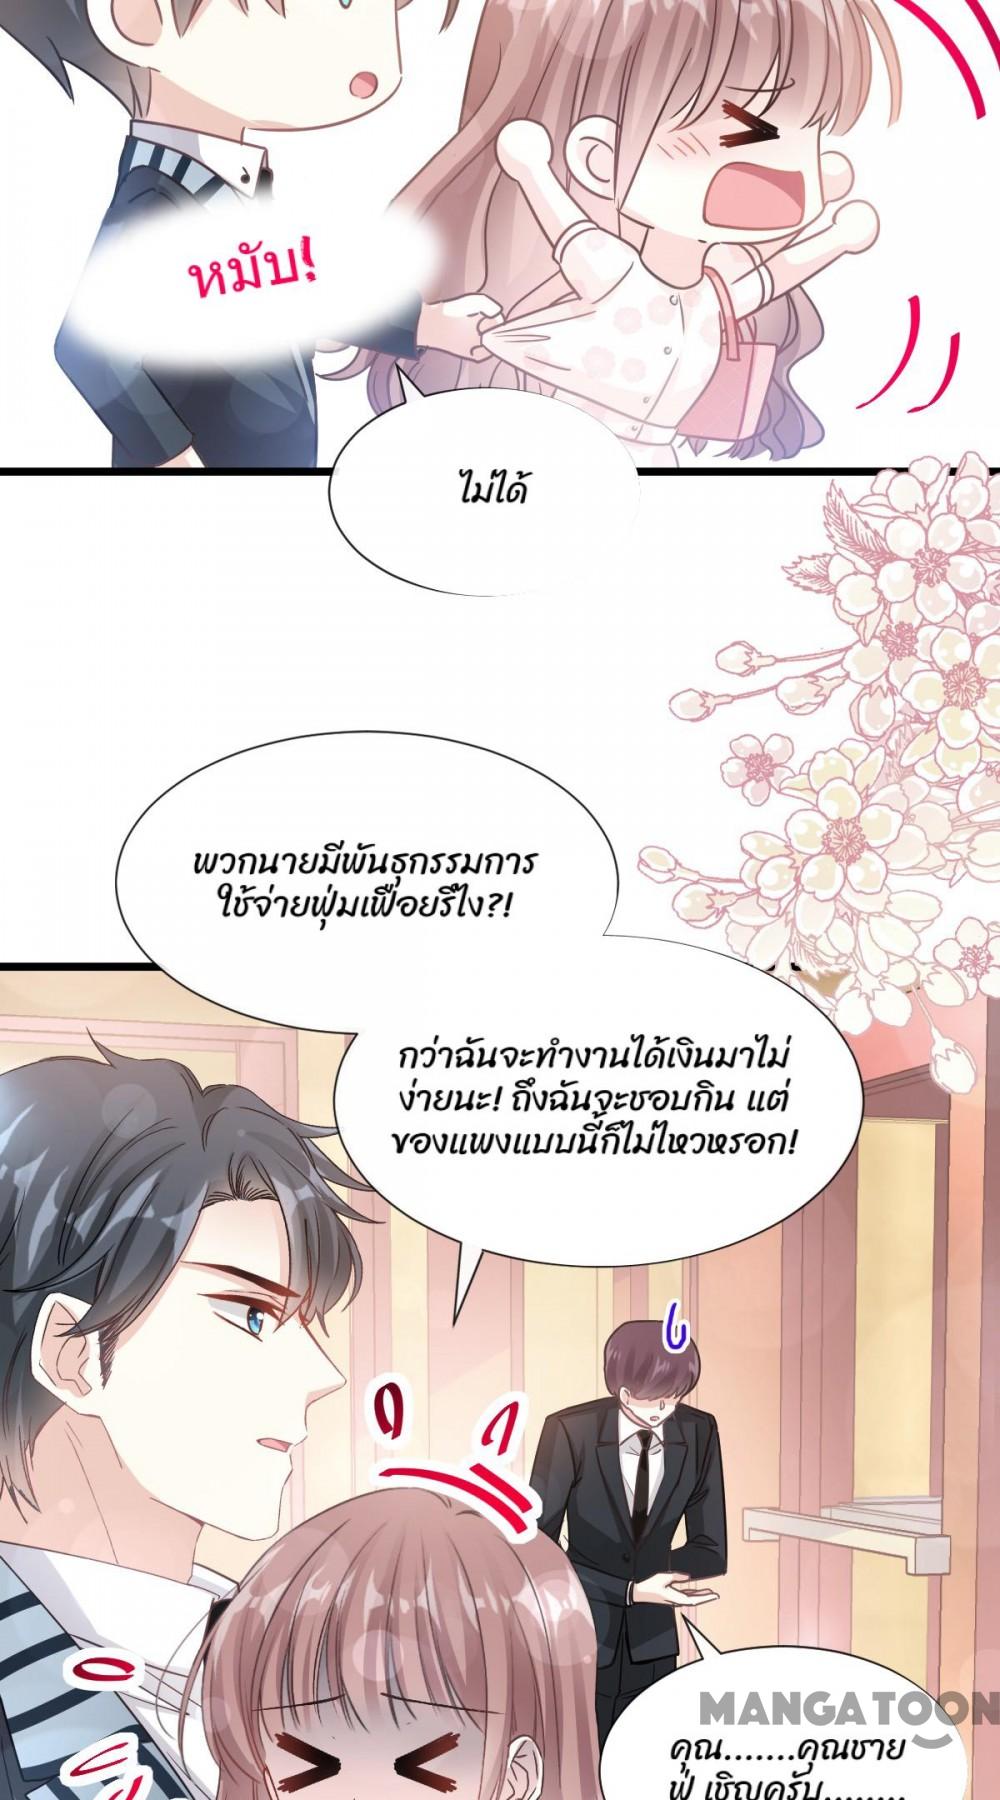 หมับ!
ไม่ได้
พวกนายมีพันธุกรรมการ
ใช้จ่ายฟุ่มเฟือยรึไง?!
กว่าฉันจะทำงานได้เงินมาไม่
ง่ายนะ! ถึงฉันจะชอบกิน แต่
ของแพงแบบนี้ก็ไม่ไหวหรอก!
MANGATOON
คุณ.......คุณชาย
ฟู่ เชิญครับ........